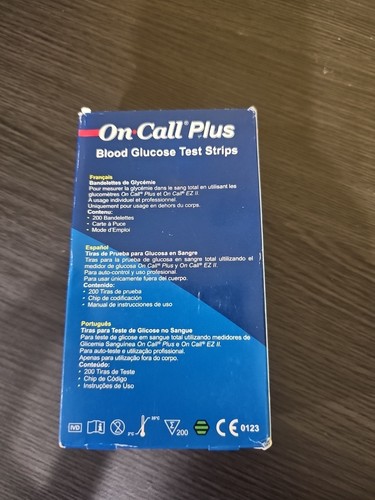 On Call® Plus
Blood Glucose Test Strips
Français
Bandelettes de Glycémie
Pour mesurer la glycémie dans le sang total en utilisant les
glucomètres On Call® Plus et On Call® EZ II.
À usage individuel et professionnel.
Uniquement pour usage en dehors du corps.
Contenu:
• 200 Bandelettes
• Carte à Puce
• Mode d'Emploi
Español
Tiras de Prueba para Glucosa en Sangre
Tiras para la prueba de glucosa en sangre total utilizando el
medidor de glucosa On Call® Plus y On Call® EZ II.
Para auto-control y uso profesional.
Para usar únicamente fuera del cuerpo.
Contenido:
• 200 Tiras de prueba
• Chip de codificación
• Manual de instrucciones de uso
Português
Tiras para Teste de Glicose no Sangue
Para teste de glicose em sangue total utilizando medidores de
Glicemia Sanguínea On Call® Plus e On Call® EZ II.
Para auto-teste e utilização profissional.
Apenas para utilização fora do corpo.
Conteúdo:
• 200 Tiras de Teste
• Chip de Código
• Instruções de Uso
IVD 2°C 30°C 200 CE 0123